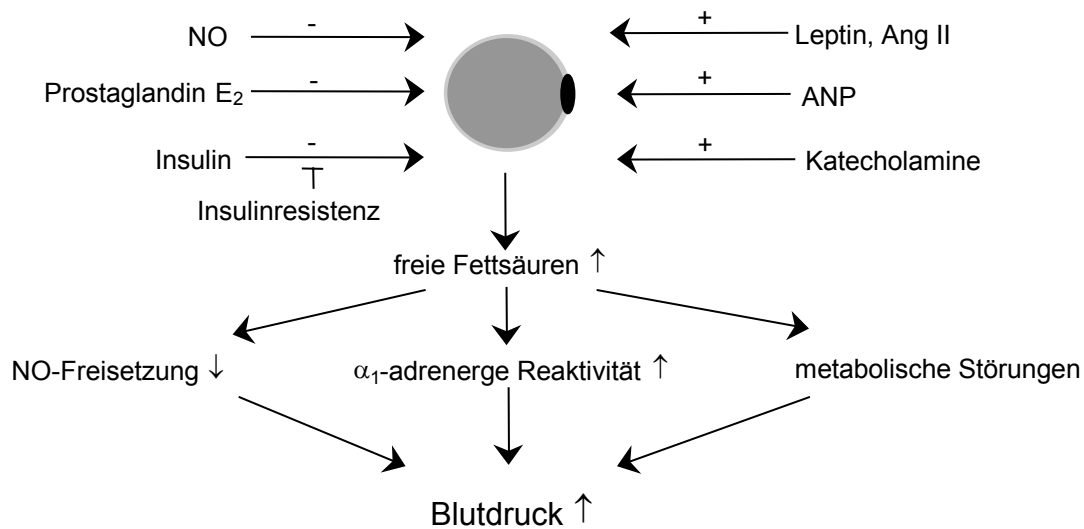 NO - + Leptin, Ang II
Prostaglandin E₂ - + ANP
Insulin - + Katecholamine
Insulinresistenz
freie Fettsäuren ↑
NO-Freisetzung ↓ α₁-adrenerge Reaktivität ↑ metabolische Störungen
Blutdruck ↑